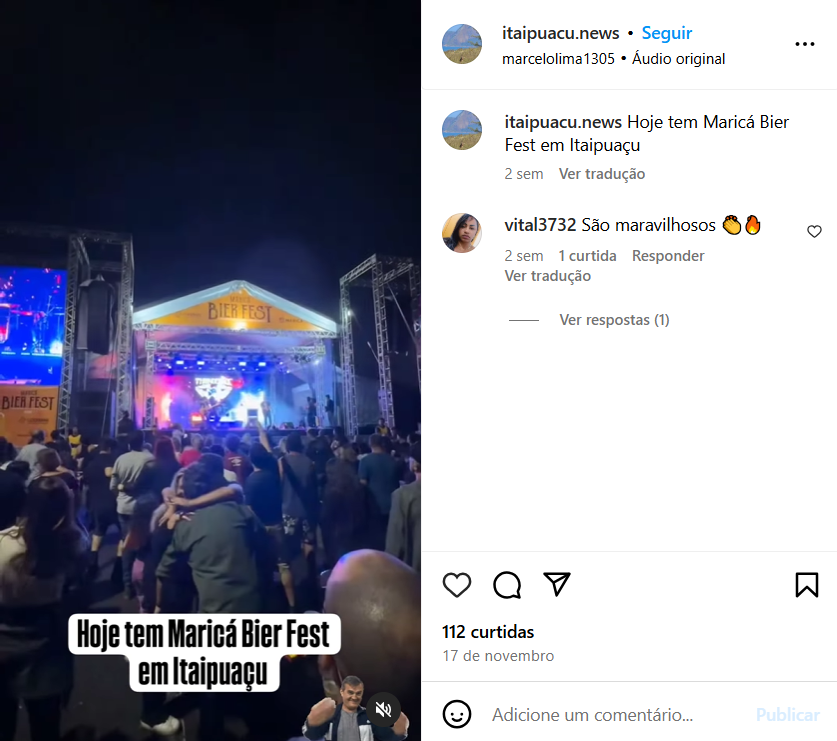 itaipuacu.news • Seguir
marcelolima1305 • Áudio original
itaipuacu.news Hoje tem Maricá Bier
Fest em Itaipuaçu
2 sem Ver tradução
vital3732 São maravilhosos 👏🔥
2 sem 1 curtida Responder
Ver tradução
Ver respostas (1)
BIER FEST
BIER FEST
Hoje tem Maricá Bier Fest
em Itaipuaçu
112 curtidas
17 de novembro
Adicione um comentário...
Publicar